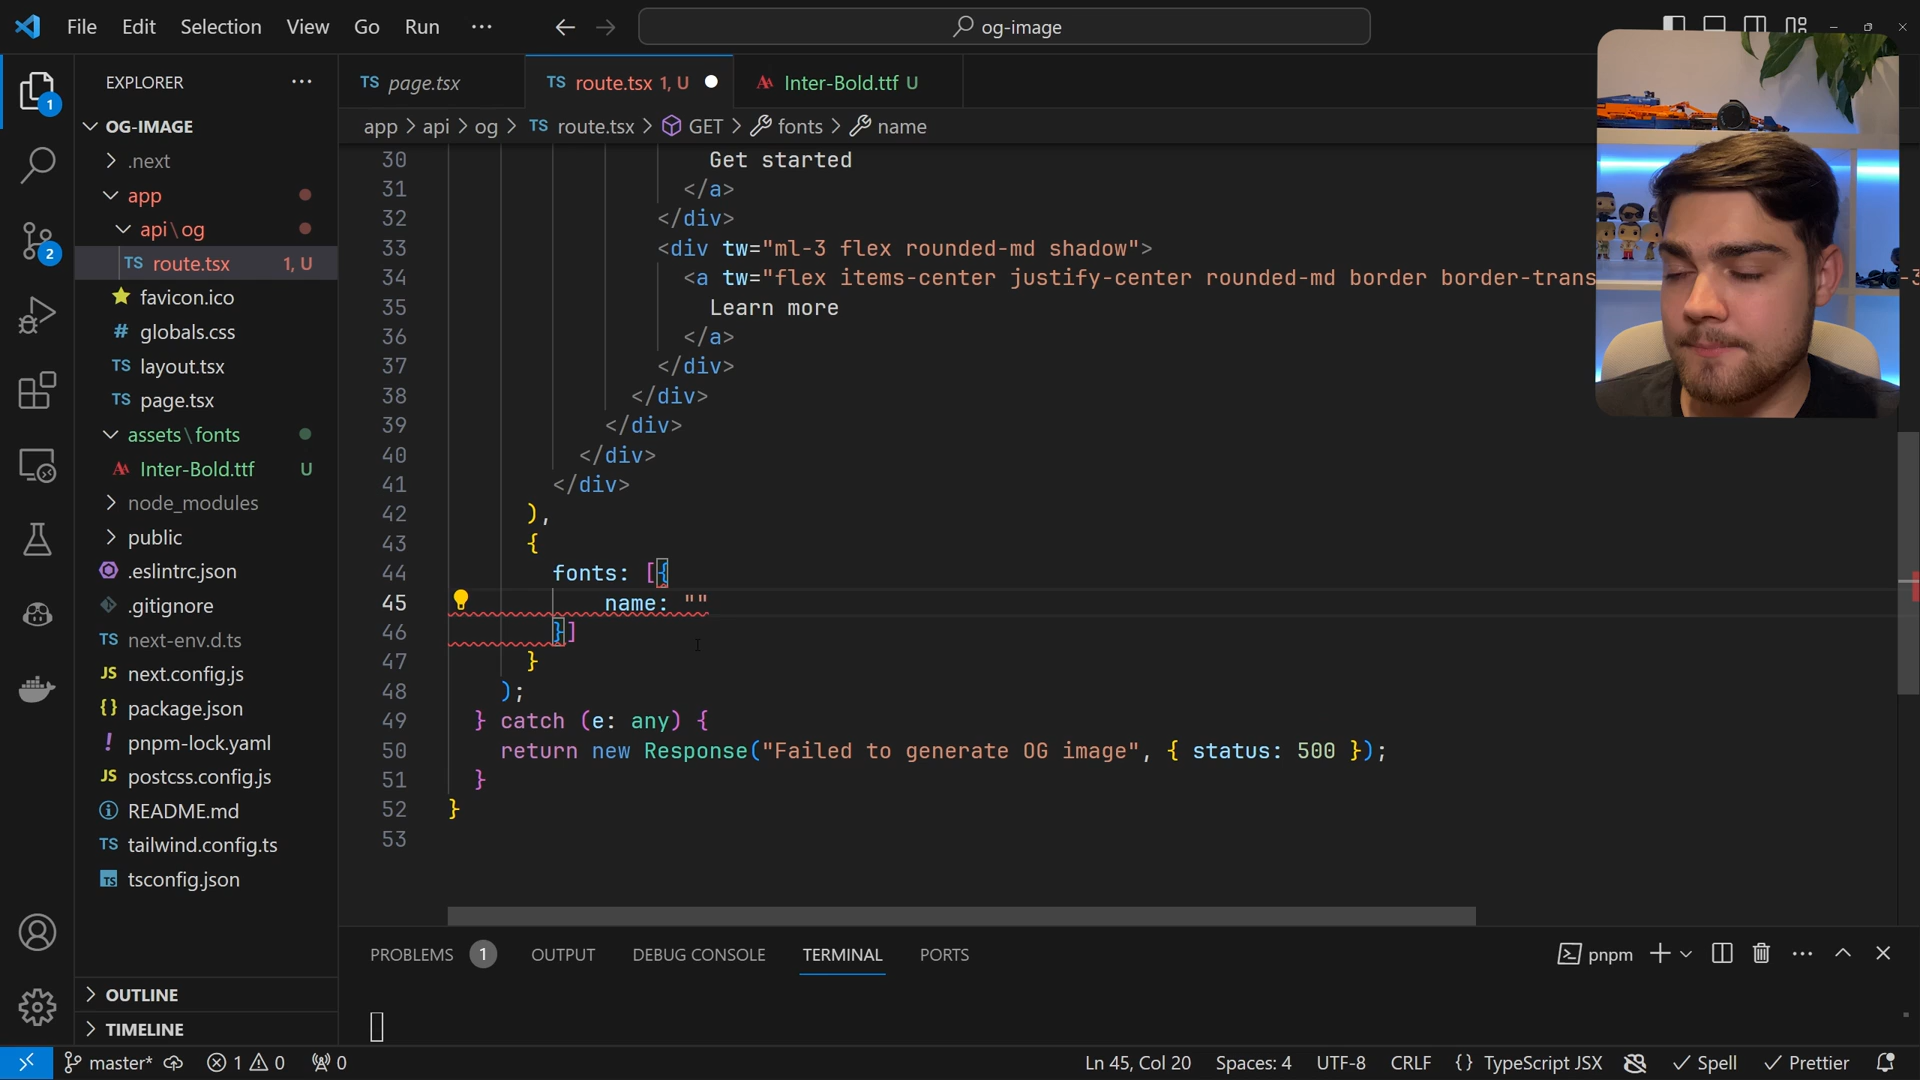 File Edit Selection View Go Run ···
og-image
EXPLORER ···
page.tsx
route.tsx 1, U
Inter-Bold.ttf U
app > api > og > TS route.tsx > GET > fonts > name
1
2
OG-IMAGE
.next
app
api\og
TS route.tsx 1, U
favicon.ico
# globals.css
TS layout.tsx
TS page.tsx
assets\fonts
Inter-Bold.ttf U
node_modules
public
.eslintrc.json
.gitignore
TS next-env.d.ts
JS next.config.js
{} package.json
! pnpm-lock.yaml
JS postcss.config.js
README.md
TS tailwind.config.ts
TS tsconfig.json
OUTLINE
TIMELINE
30 Get started
31 </a>
32 </div>
33 <div tw="ml-3 flex rounded-md shadow">
34 <a tw="flex items-center justify-center rounded-md border border-trans
35 Learn more
36 </a>
37 </div>
38 </div>
39 </div>
40 </div>
41 </div>
42 ),
43 {
44 fonts: [{
45 name: ""
46 }]
47 }
48 );
49 } catch (e: any) {
50 return new Response("Failed to generate OG image", { status: 500 });
51 }
52 }
53
PROBLEMS 1 OUTPUT DEBUG CONSOLE TERMINAL PORTS
pnpm
master* 1 0 0
Ln 45, Col 20 Spaces: 4 UTF-8 CRLF {} TypeScript JSX Spell Prettier